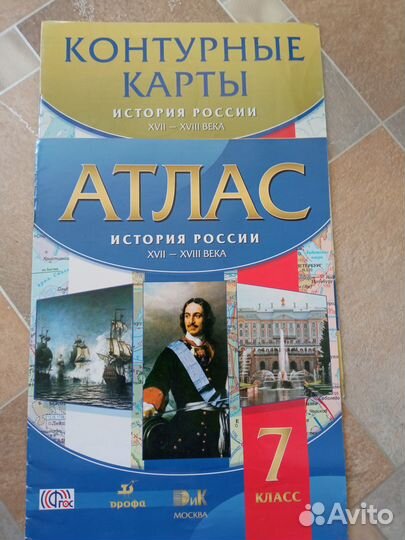 КОНТУРНЫЕ
КАРТЫ
ИСТОРИЯ РОССИИ
XVII – XVIII ВЕКА
АТЛАС
ИСТОРИЯ РОССИИ
XVII – XVIII ВЕКА
7
КЛАСС
ФГОС
ДРОФА
ДИК
МОСКВА
Avito